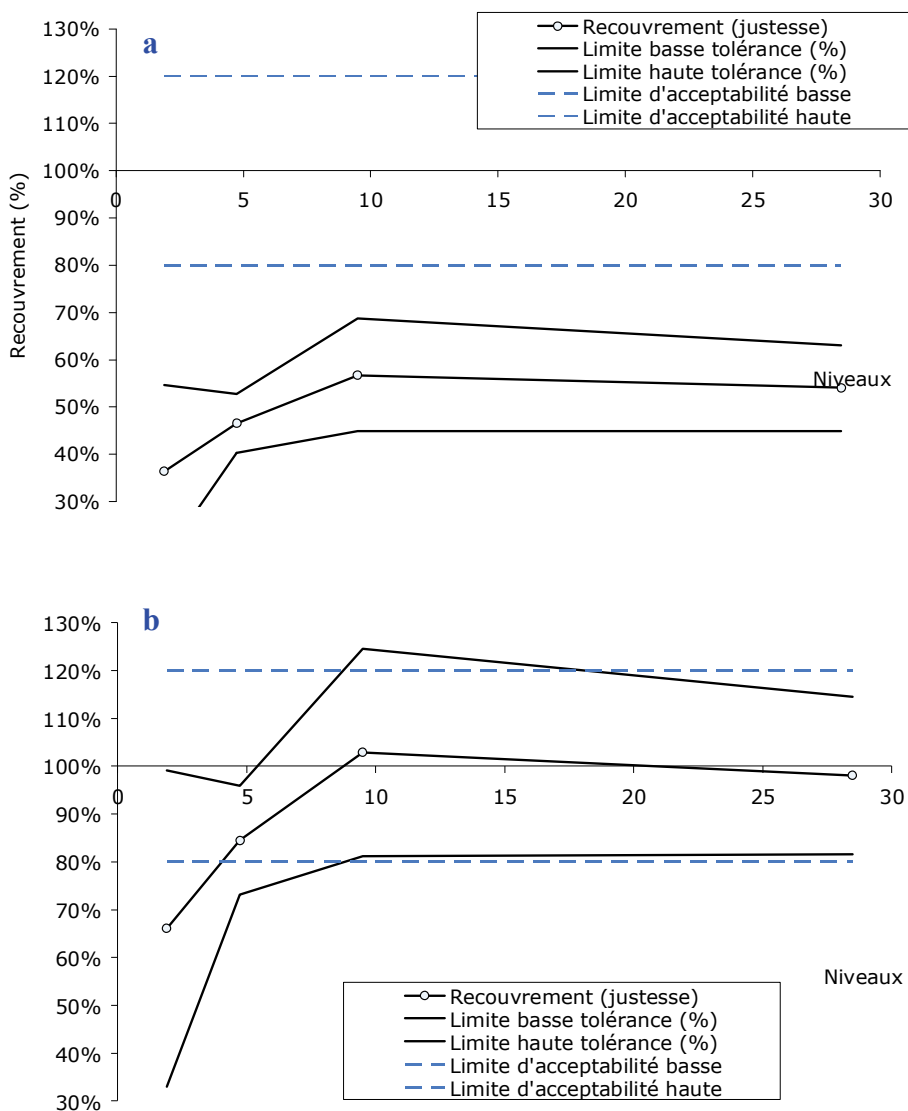 a
Recouvrement (%)
130%
120%
110%
100%
90%
80%
70%
60%
50%
40%
30%
0 5 10 15 20 25 30
Niveaux
Recouvrement (justesse)
Limite basse tolérance (%)
Limite haute tolérance (%)
Limite d'acceptabilité basse
Limite d'acceptabilité haute
b
130%
120%
110%
100%
90%
80%
70%
60%
50%
40%
30%
0 5 10 15 20 25 30
Niveaux
Recouvrement (justesse)
Limite basse tolérance (%)
Limite haute tolérance (%)
Limite d'acceptabilité basse
Limite d'acceptabilité haute